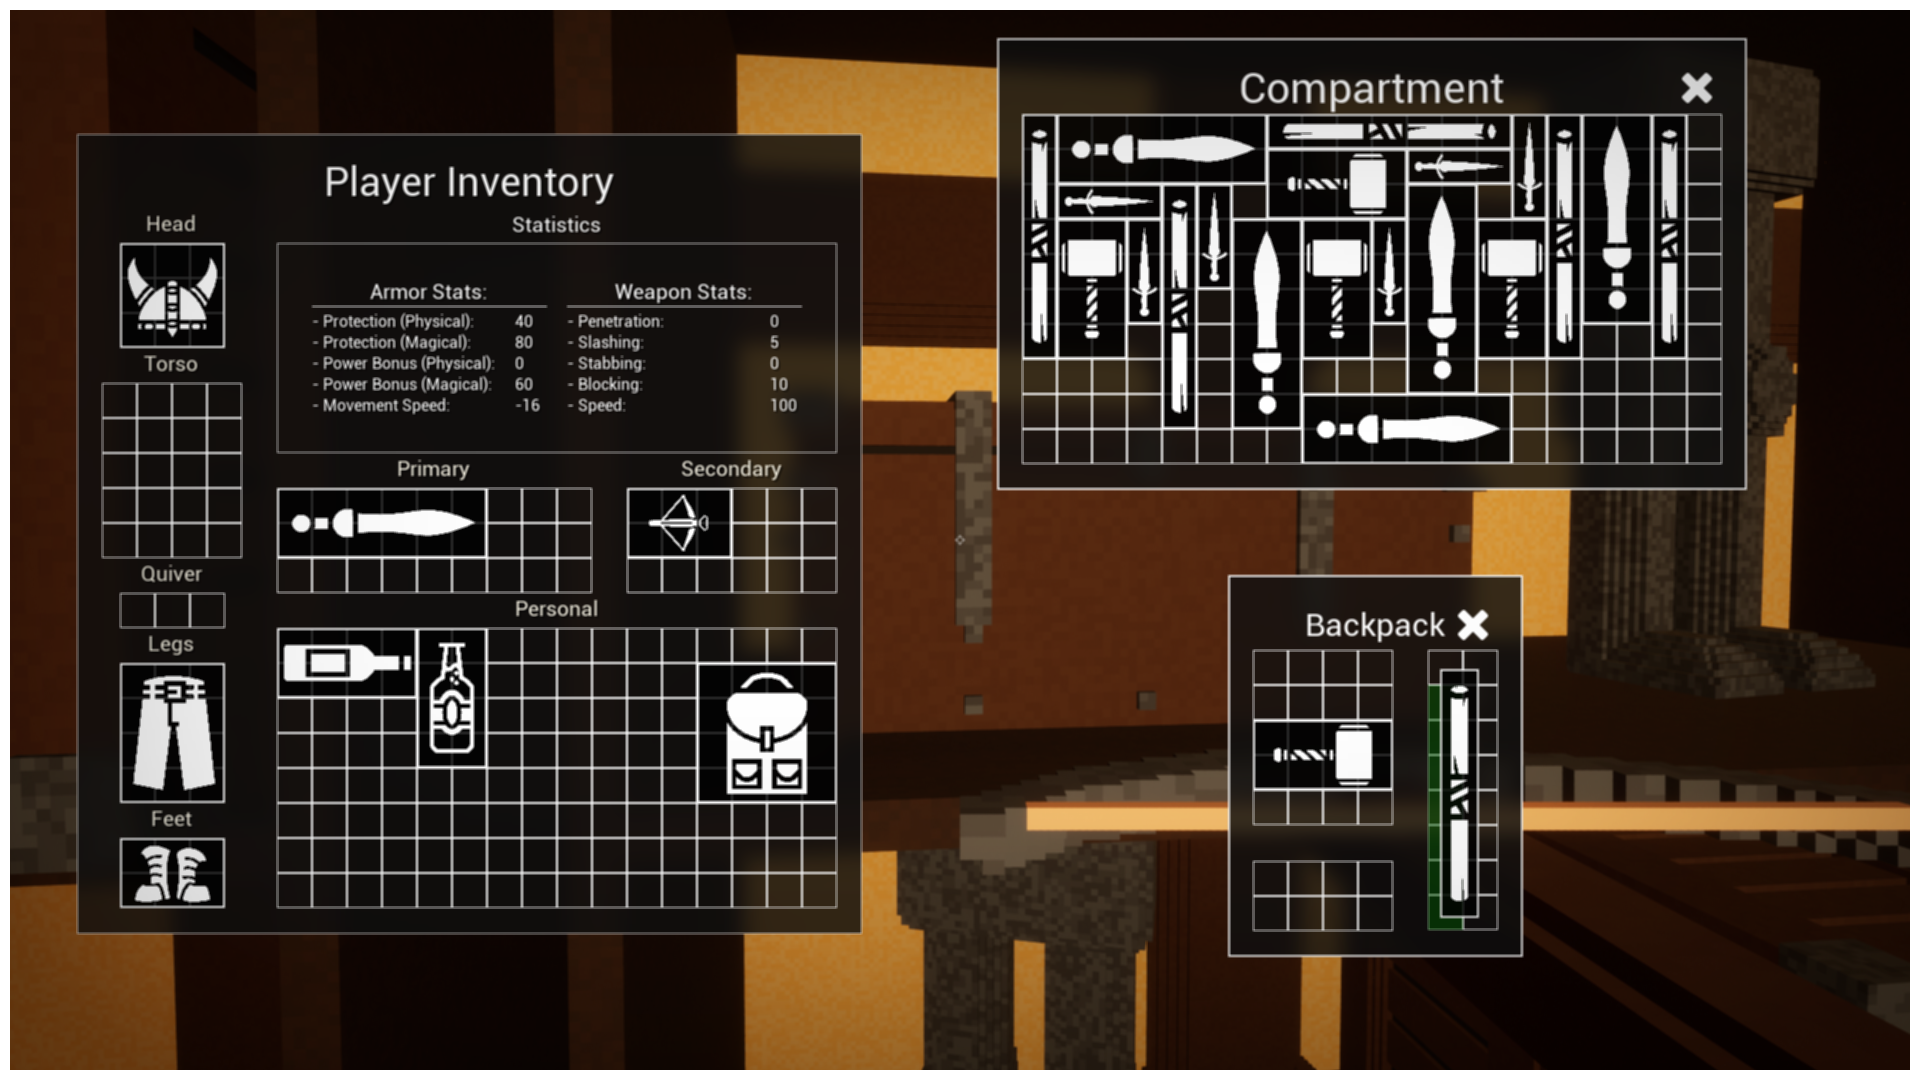 Player Inventory
Head
Torso
Quiver
Legs
Feet
Statistics
Armor Stats:
- Protection (Physical): 40
- Protection (Magical): 80
- Power Bonus (Physical): 0
- Power Bonus (Magical): 60
- Movement Speed: -16
Weapon Stats:
- Penetration: 0
- Slashing: 5
- Stabbing: 0
- Blocking: 10
- Speed: 100
Primary
Secondary
Personal
Compartment
Backpack